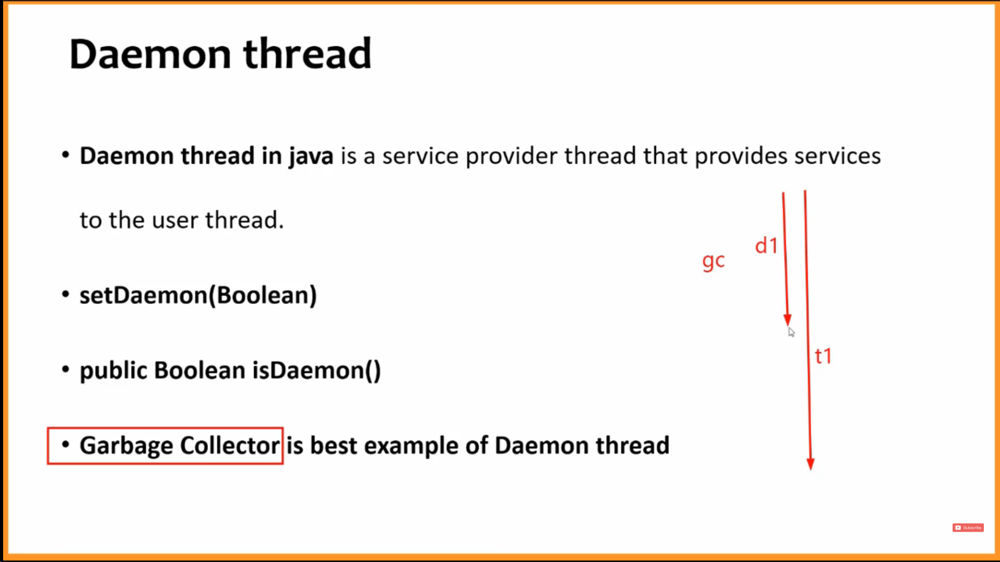 Daemon thread
• Daemon thread in java is a service provider thread that provides services
to the user thread.
d1
gc
• setDaemon(Boolean)
t1
• public Boolean isDaemon()
• Garbage Collector is best example of Daemon thread
Subscribe